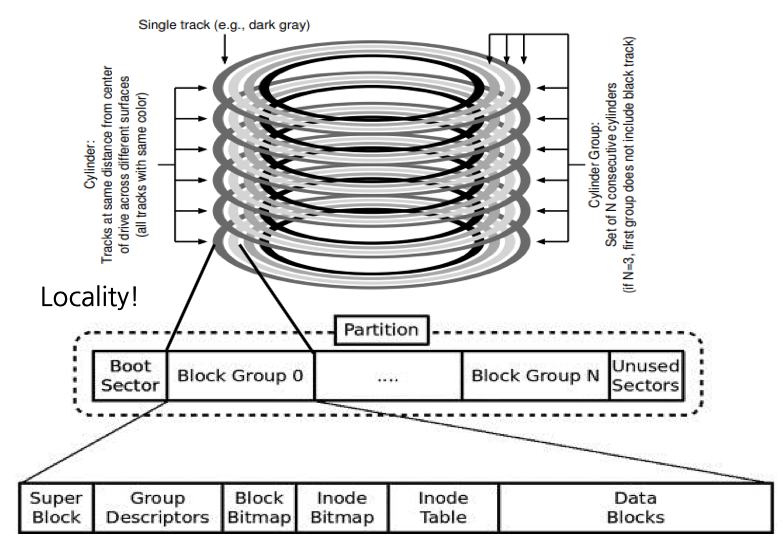 Single track (e.g., dark gray)
Cylinder:
Tracks at same distance from center
of drive across different surfaces
(all tracks with same color)
Cylinder Group:
Set of N consecutive cylinders
(if N=3, first group does not include black track)
Locality!
Partition
Boot
Sector
Block Group 0
....
Block Group N
Unused
Sectors
Super
Block
Group
Descriptors
Block
Bitmap
Inode
Bitmap
Inode
Table
Data
Blocks